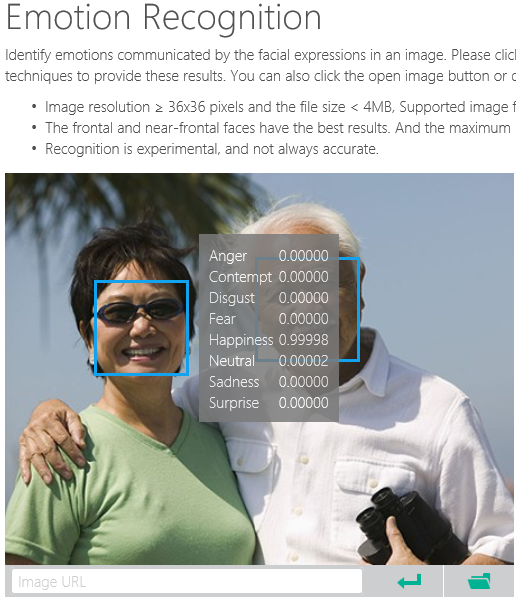 Emotion Recognition
Identify emotions communicated by the facial expressions in an image. Please clic
techniques to provide these results. You can also click the open image button or
• Image resolution ≥ 36x36 pixels and the file size < 4MB, Supported image f
• The frontal and near-frontal faces have the best results. And the maximum
• Recognition is experimental, and not always accurate.
Anger 0.00000
Contempt 0.00000
Disgust 0.00000
Fear 0.00000
Happiness 0.99998
Neutral 0.00002
Sadness 0.00000
Surprise 0.00000
Image URL